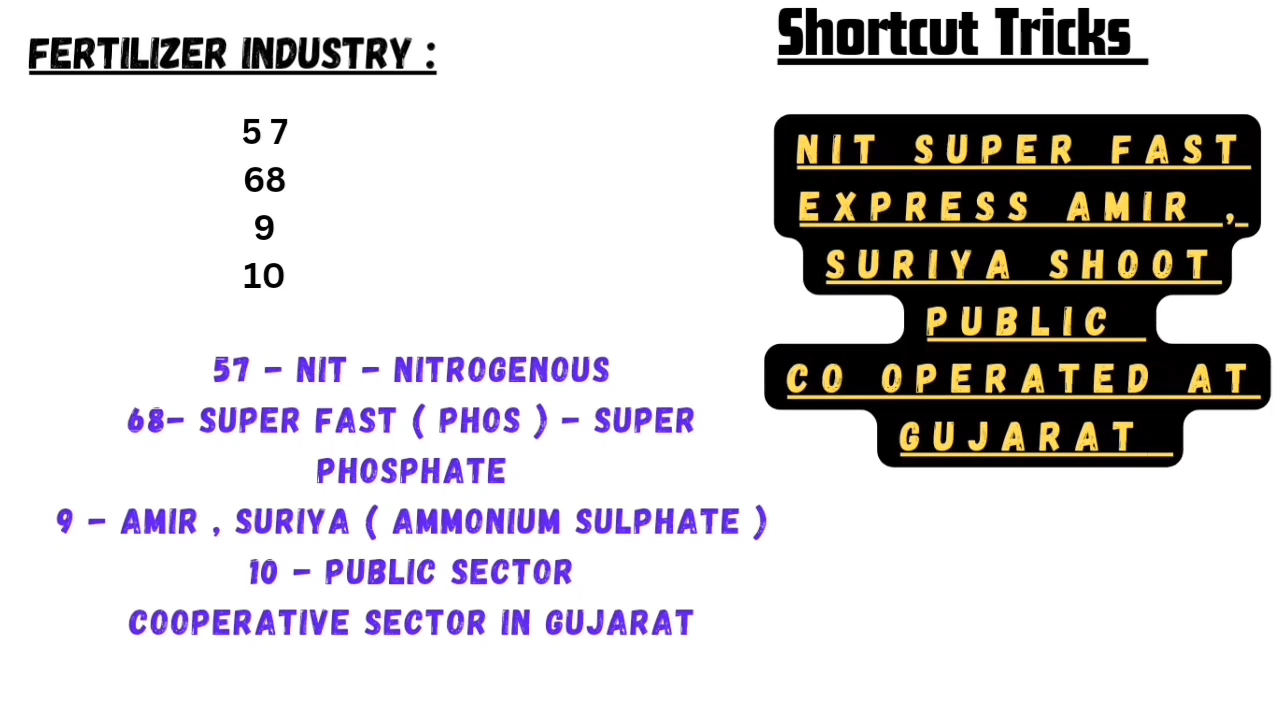 FERTILIZER INDUSTRY :
5 7
68
9
10
57 - NIT - NITROGENOUS
68- SUPER FAST ( PHOS ) - SUPER
PHOSPHATE
9 - AMIR , SURIYA ( AMMONIUM SULPHATE )
10 - PUBLIC SECTOR
COOPERATIVE SECTOR IN GUJARAT
Shortcut Tricks
NIT SUPER FAST
EXPRESS AMIR ,
SURIYA SHOOT
PUBLIC
CO OPERATED AT
GUJARAT